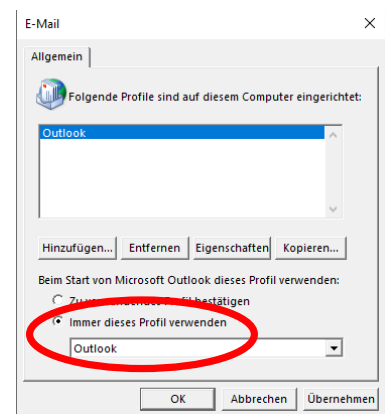 E-Mail
Allgemein
Folgende Profile sind auf diesem Computer eingerichtet:
Outlook
Hinzufügen... Entfernen Eigenschaften Kopieren...
Beim Start von Microsoft Outlook dieses Profil verwenden:
Zu verwendendes Profil bestätigen
Immer dieses Profil verwenden
Outlook
OK Abbrechen Übernehmen